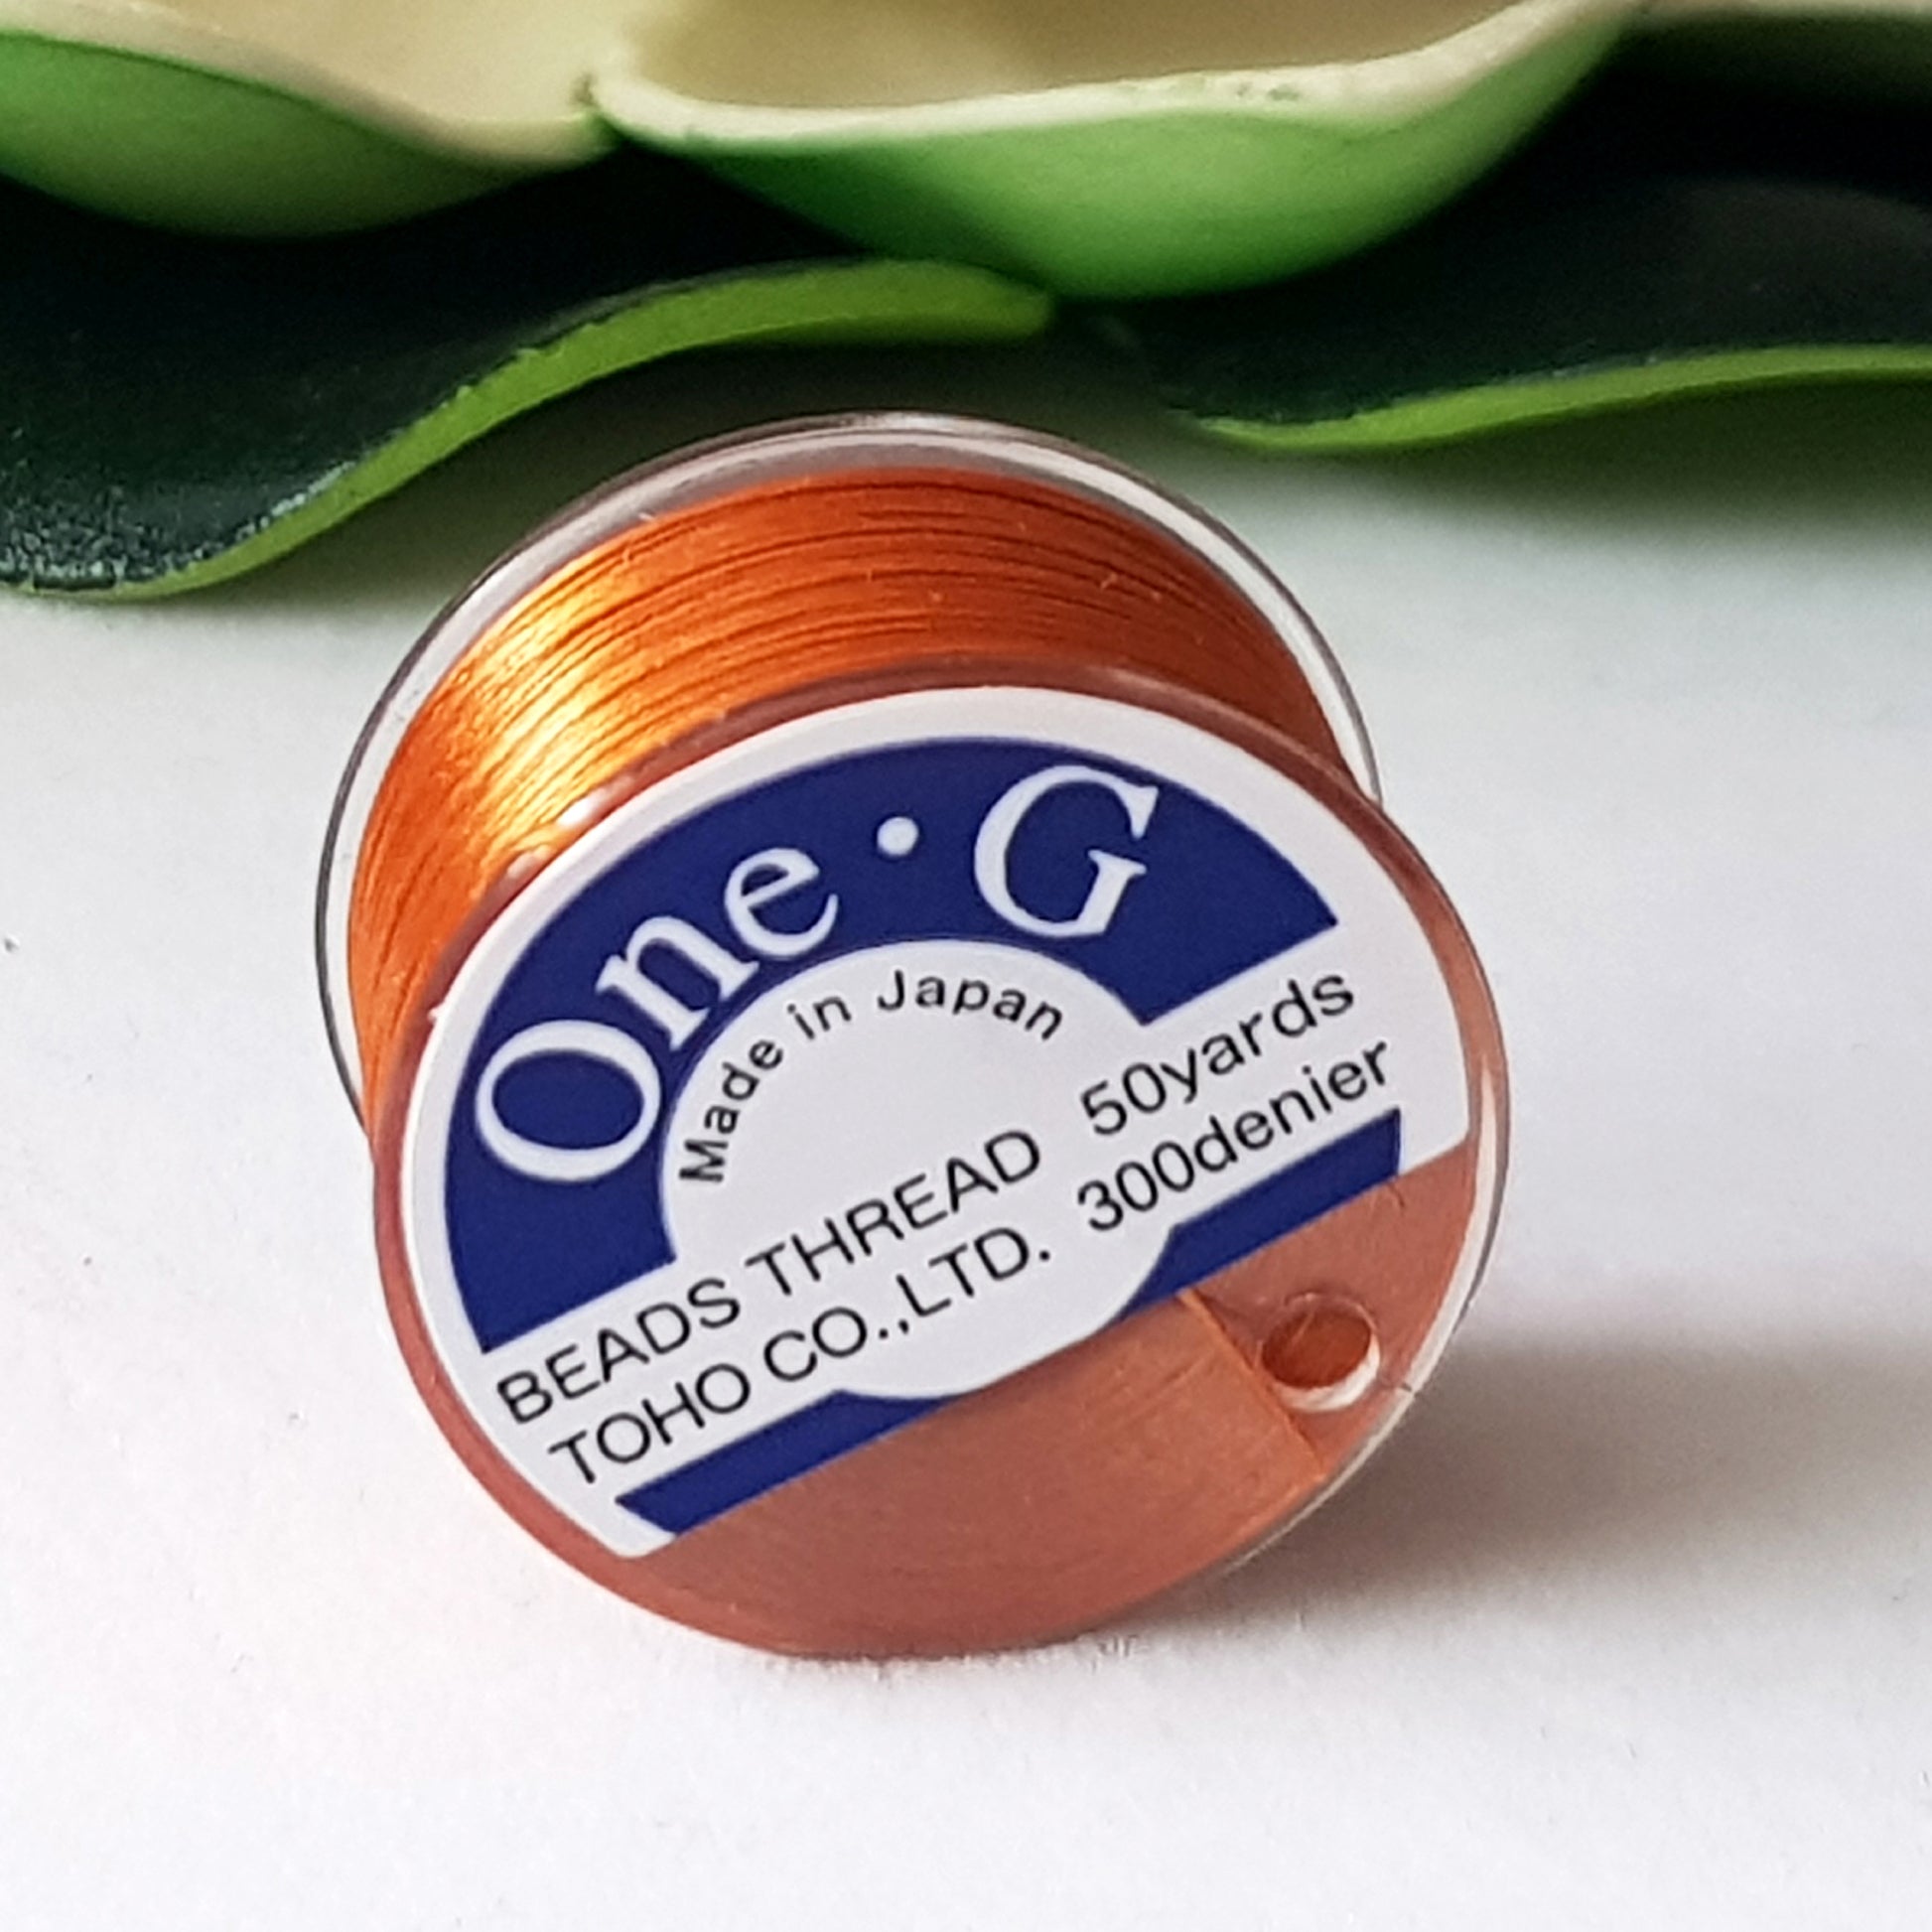 One·G
Made in Japan
BEADS THREAD 50yards
TOHO CO.,LTD. 300denier